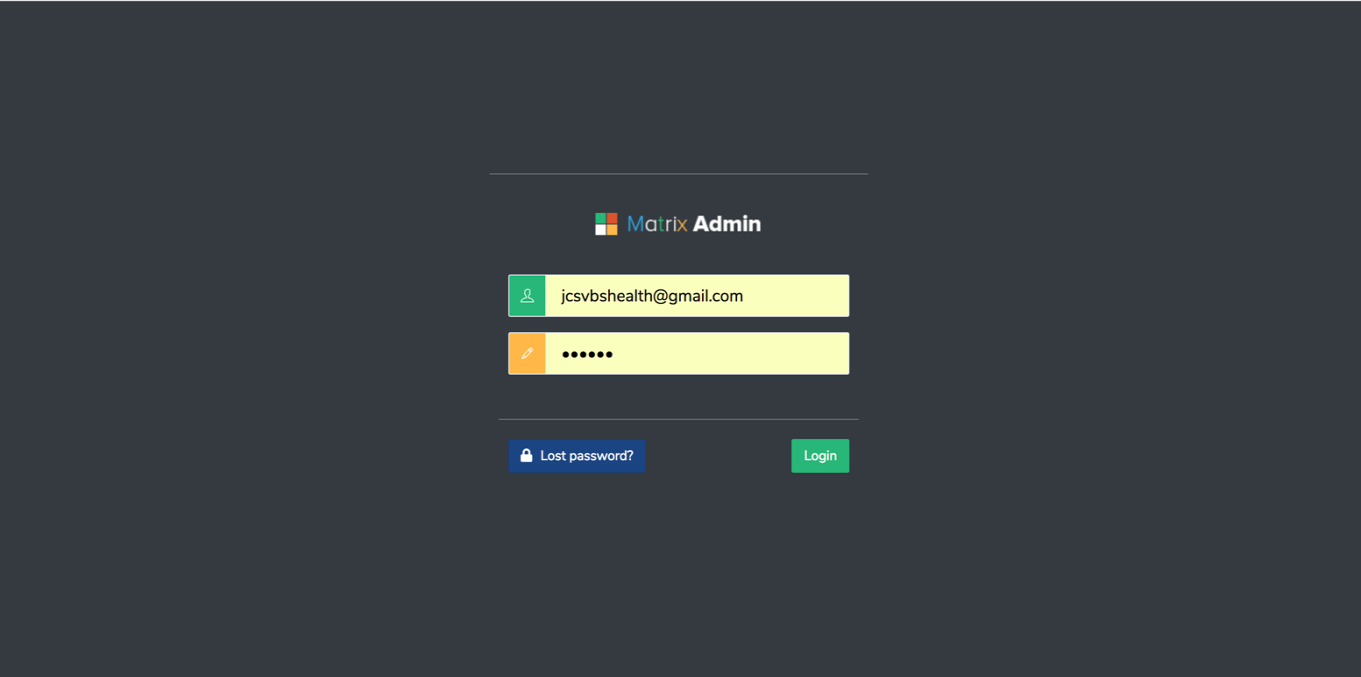 Matrix Admin
jcsvbshealth@gmail.com
••••••
Lost password?
Login